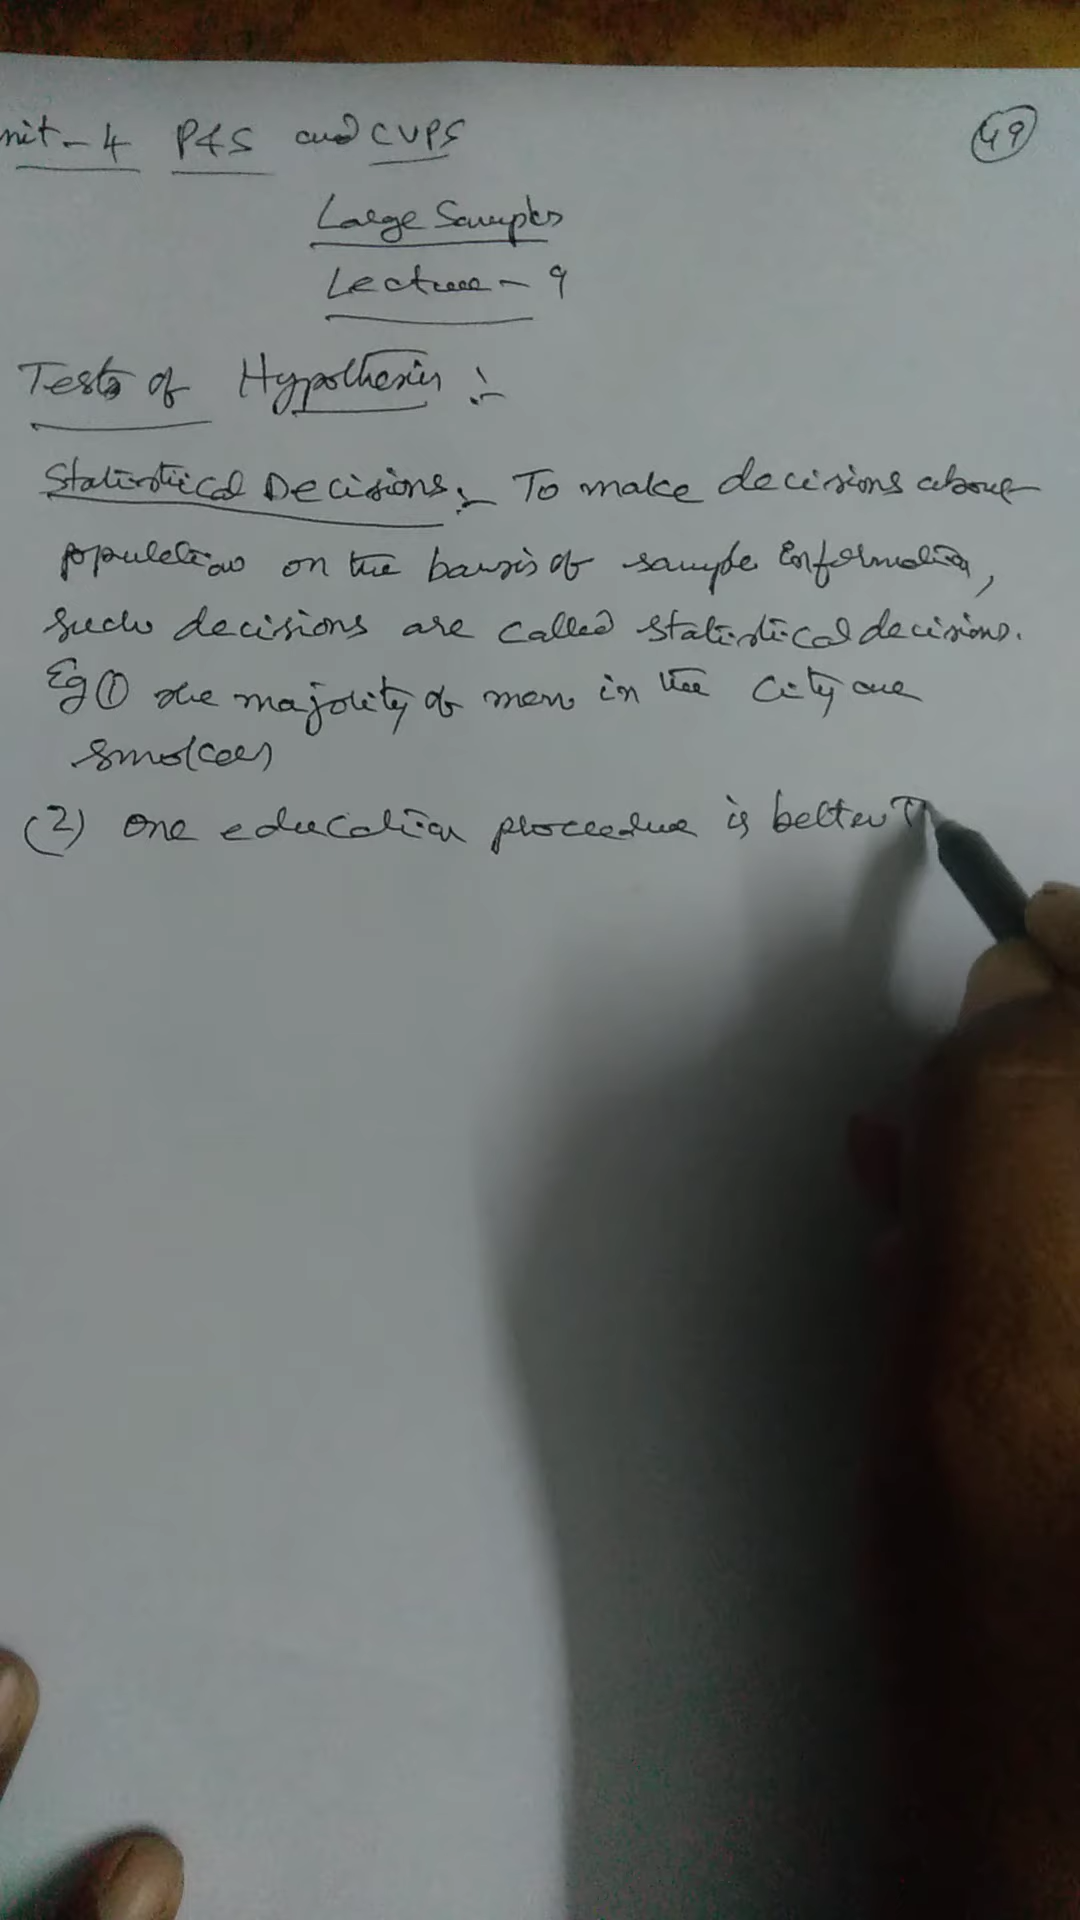 nit - 4 P&S and CVPS
49
Large Samples
Lecture - 9
Tests of Hypothesis :-
Statistical Decisions :- To make decisions about
population on the basis of sample information,
such decisions are called statistical decisions.
Eg ① The majority of men in the city are
smokers
(2) One education procedure is better T